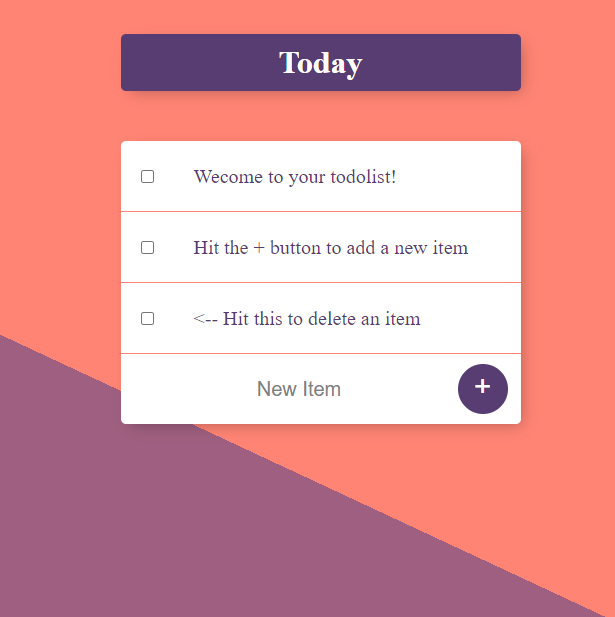 Today
Wecome to your todolist!
Hit the + button to add a new item
<-- Hit this to delete an item
New Item
+